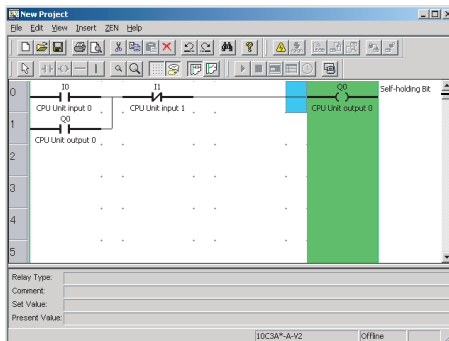 New Project
File Edit View Insert ZEN Help
0
I0
I1
Q0
Self-holding Bit
CPU Unit input 0
CPU Unit input 1
CPU Unit output 0
1
Q0
CPU Unit output 0
2
3
4
5
Relay Type:
Comment:
Set Value:
Present Value:
10C3A*-A-V2
Offline